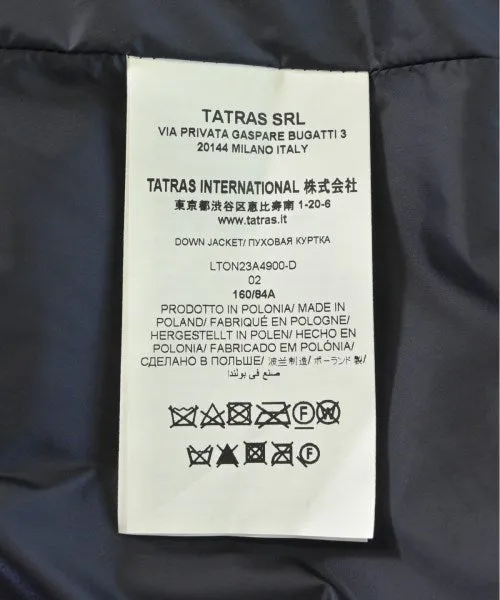 TATRAS SRL
VIA PRIVATA GASPARE BUGATTI 3
20144 MILANO ITALY
TATRAS INTERNATIONAL 株式会社
東京都渋谷区恵比寿南 1-20-6
www.tatras.it
DOWN JACKET/ ПУХОВАЯ КУРТКА
LTON23A4900-D
02
160/84A
PRODOTTO IN POLONIA/ MADE IN
POLAND/ FABRIQUÉ EN POLOGNE/
HERGESTELLT IN POLEN/ HECHO EN
POLONIA/ FABRICADO EM POLÓNIA/
СДЕЛАНО В ПОЛЬШЕ/ 波兰制造/ ポーランド製/
صنع في بولندا
F W
F